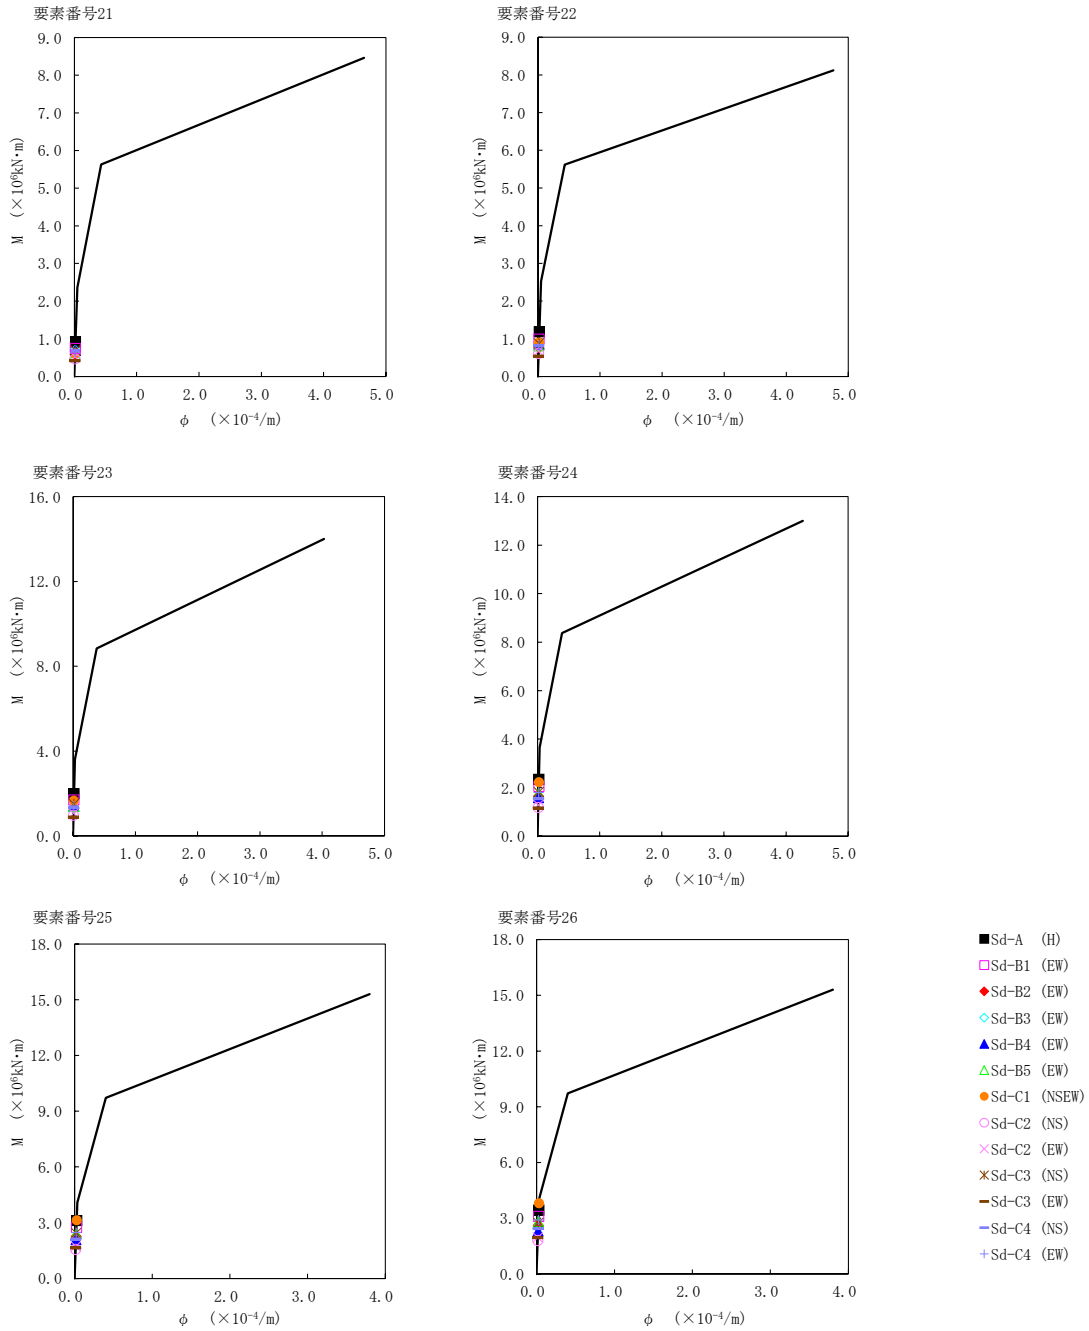 要素番号21
9.0
8.0
7.0
6.0
5.0
4.0
3.0
2.0
1.0
0.0
M (×10⁶kN・m)
0.0 1.0 2.0 3.0 4.0 5.0
φ (×10⁻⁴/m)
要素番号22
9.0
8.0
7.0
6.0
5.0
4.0
3.0
2.0
1.0
0.0
M (×10⁶kN・m)
0.0 1.0 2.0 3.0 4.0 5.0
φ (×10⁻⁴/m)
要素番号23
16.0
12.0
8.0
4.0
0.0
M (×10⁶kN・m)
0.0 1.0 2.0 3.0 4.0 5.0
φ (×10⁻⁴/m)
要素番号24
14.0
12.0
10.0
8.0
6.0
4.0
2.0
0.0
M (×10⁶kN・m)
0.0 1.0 2.0 3.0 4.0 5.0
φ (×10⁻⁴/m)
要素番号25
18.0
15.0
12.0
9.0
6.0
3.0
0.0
M (×10⁶kN・m)
0.0 1.0 2.0 3.0 4.0
φ (×10⁻⁴/m)
要素番号26
18.0
15.0
12.0
9.0
6.0
3.0
0.0
M (×10⁶kN・m)
0.0 1.0 2.0 3.0 4.0
φ (×10⁻⁴/m)
Sd-A (H)
Sd-B1 (EW)
Sd-B2 (EW)
Sd-B3 (EW)
Sd-B4 (EW)
Sd-B5 (EW)
Sd-C1 (NSEW)
Sd-C2 (NS)
Sd-C2 (EW)
Sd-C3 (NS)
Sd-C3 (EW)
Sd-C4 (NS)
Sd-C4 (EW)